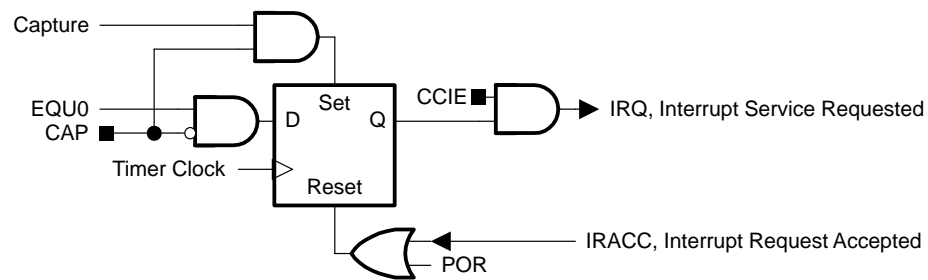 Capture
EQU0
CAP
Timer Clock
Set
D
Q
Reset
CCIE
IRQ, Interrupt Service Requested
IRACC, Interrupt Request Accepted
POR